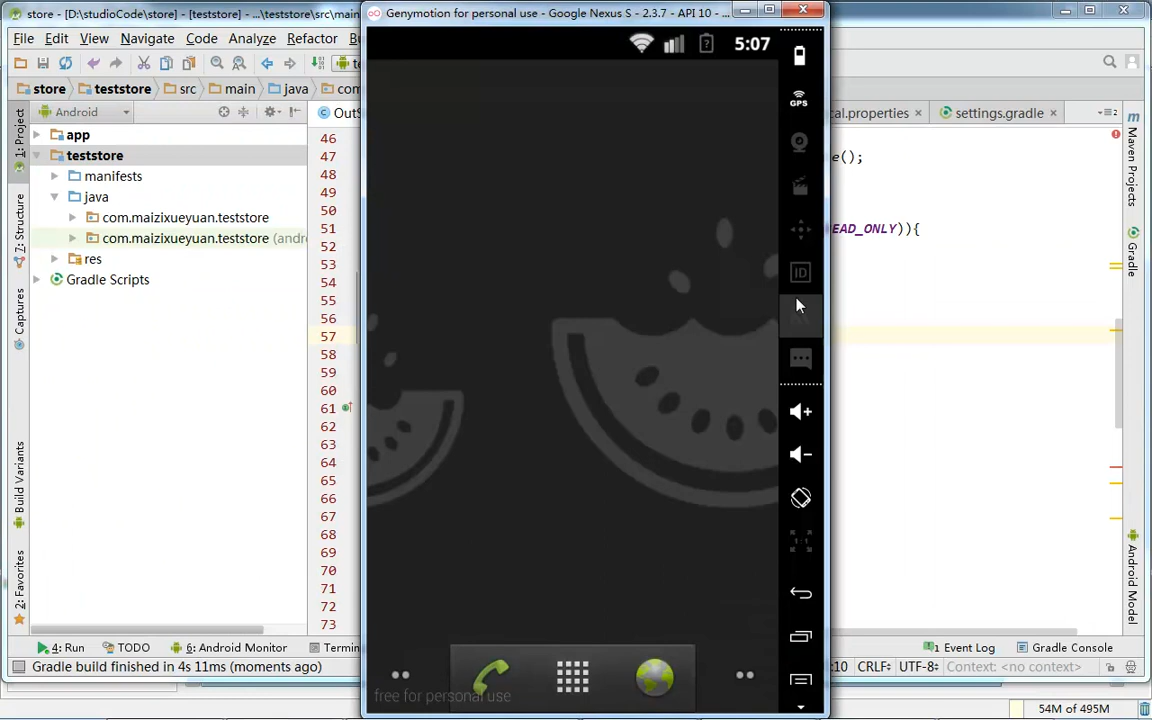 store - [D:\studioCode\store] - [teststore] - ...\teststore\src\main
Genymotion for personal use - Google Nexus S - 2.3.7 - API 10 - ...
File Edit View Navigate Code Analyze Refactor
5:07
store teststore src main java
GPS
1: Project
Android
cal.properties
settings.gradle
2
app
teststore
manifests
java
com.maizixueyuan.teststore
com.maizixueyuan.teststore
res
Gradle Scripts
7: Structure
Captures
Build Variants
2: Favorites
46
47
48
49
50
51
52
53
54
55
56
57
58
59
60
61
62
63
64
65
66
67
68
69
70
71
72
73
e();
EAD_ONLY)){
ID
1:1
Maven Projects
Gradle
Android Model
free for personal use
4: Run TODO 6: Android Monitor
1 Event Log Gradle Console
Gradle build finished in 4s 11ms (moments ago)
:10 CRLF UTF-8 Context: <no context>
54M of 495M